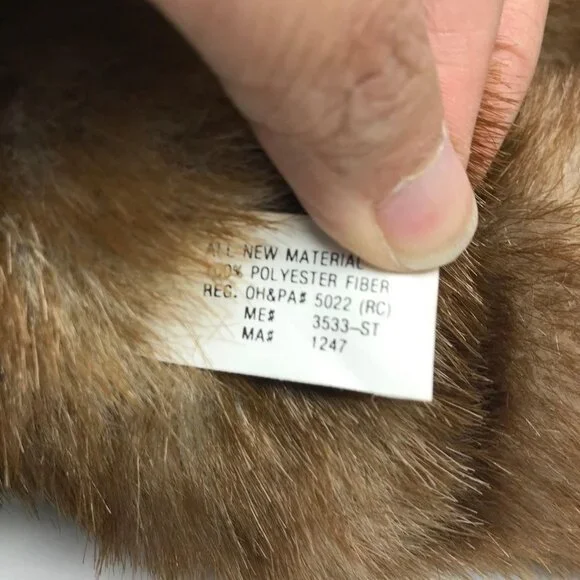 ALL NEW MATERIAL
POLYESTER FIBER
REG. OH&PA# 5022 (RC)
ME# 3533-ST
MA# 1247